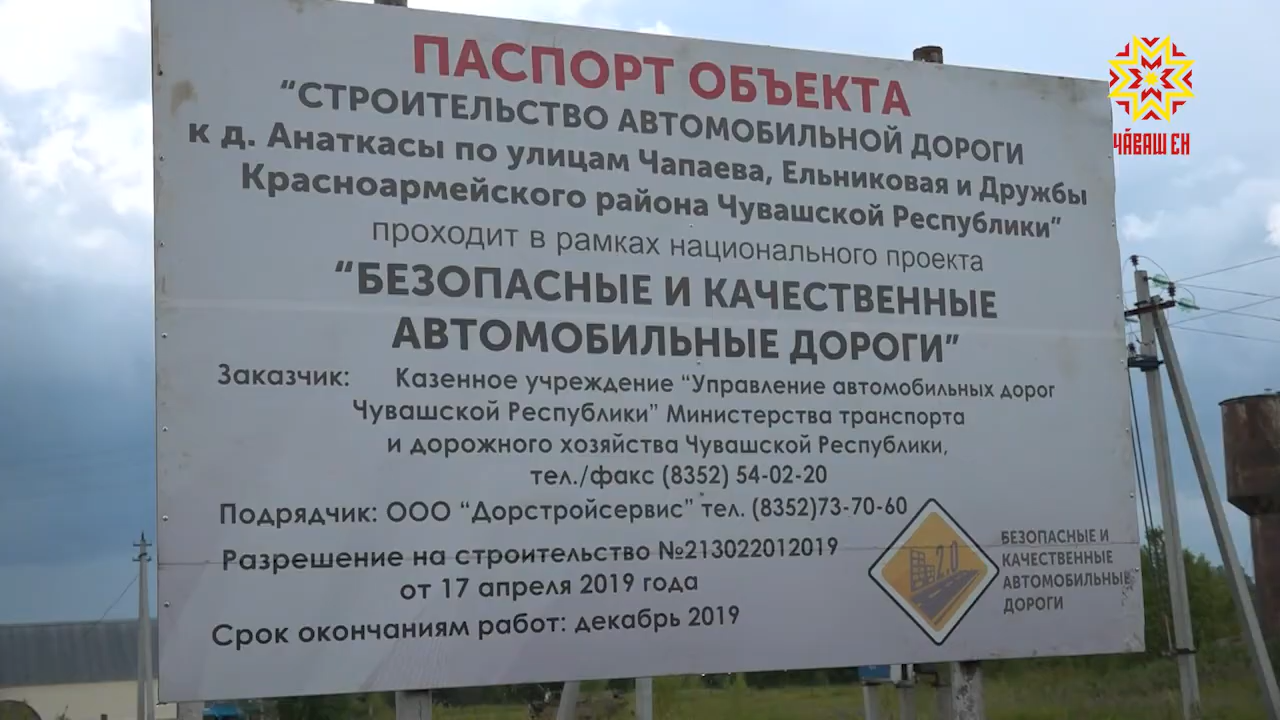 ПАСПОРТ ОБЪЕКТА
“СТРОИТЕЛЬСТВО АВТОМОБИЛЬНОЙ ДОРОГИ
к д. Анаткасы по улицам Чапаева, Ельниковая и Дружбы
Красноармейского района Чувашской Республики”
проходит в рамках национального проекта
“БЕЗОПАСНЫЕ И КАЧЕСТВЕННЫЕ
АВТОМОБИЛЬНЫЕ ДОРОГИ”
Заказчик: Казенное учреждение “Управление автомобильных дорог
Чувашской Республики” Министерства транспорта
и дорожного хозяйства Чувашской Республики,
тел./факс (8352) 54-02-20
Подрядчик: ООО “Дорстройсервис” тел. (8352)73-70-60
Разрешение на строительство №213022012019
от 17 апреля 2019 года
Срок окончаниям работ: декабрь 2019
2.0
БЕЗОПАСНЫЕ И
КАЧЕСТВЕННЫЕ
АВТОМОБИЛЬНЫЕ
ДОРОГИ
ЧӐВАШ ЕН